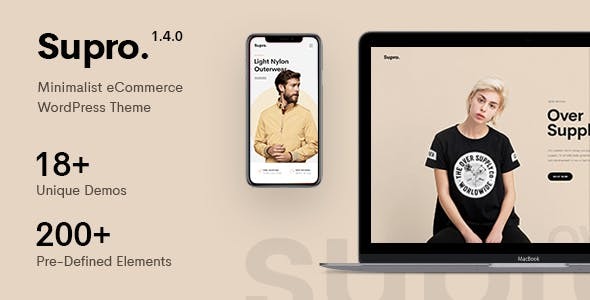 Supro. 1.4.0
Minimalist eCommerce
WordPress Theme
18+
Unique Demos
200+
Pre-Defined Elements
Supro.
Light Nylon
Outerwear
Supro.
Over
Suppl
THE OVER SUPPLY CO
WORLDWIDE
MacBook
supro